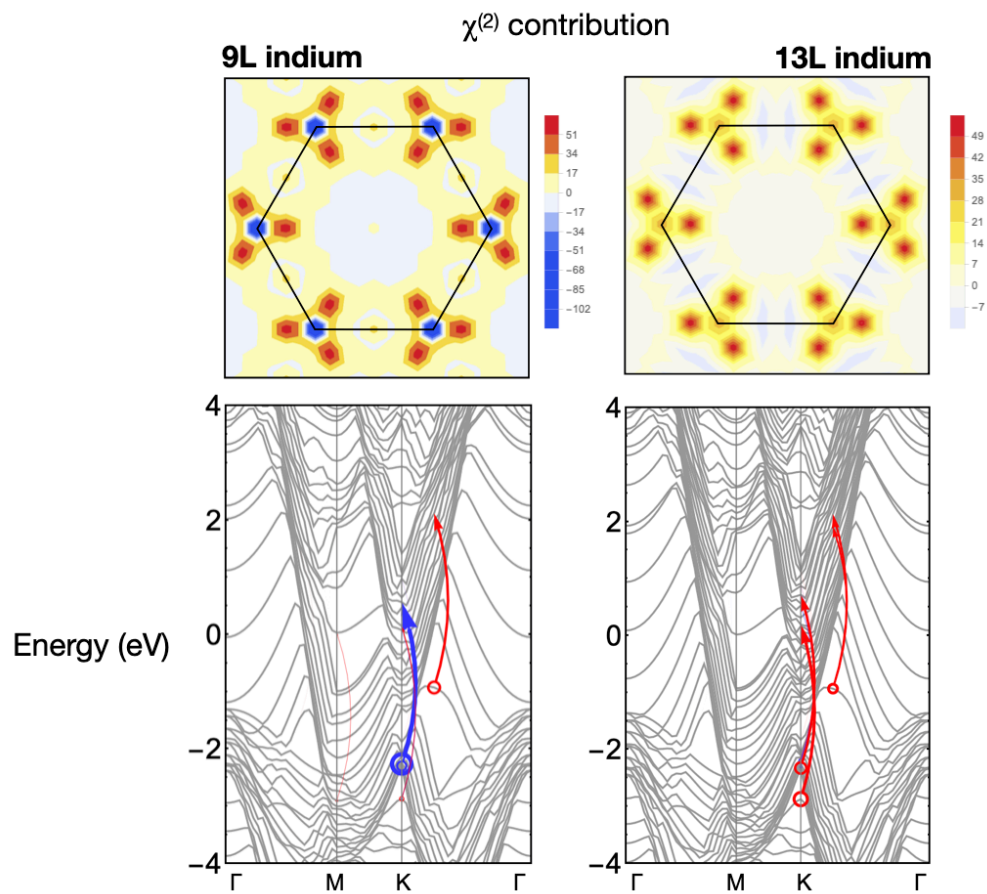 χ(2) contribution
9L indium
13L indium
51
34
17
0
−17
−34
−51
−68
−85
−102
49
42
35
28
21
14
7
0
−7
Energy (eV)
4
2
0
−2
−4
Γ
M
K
Γ
4
2
0
−2
−4
Γ
M
K
Γ